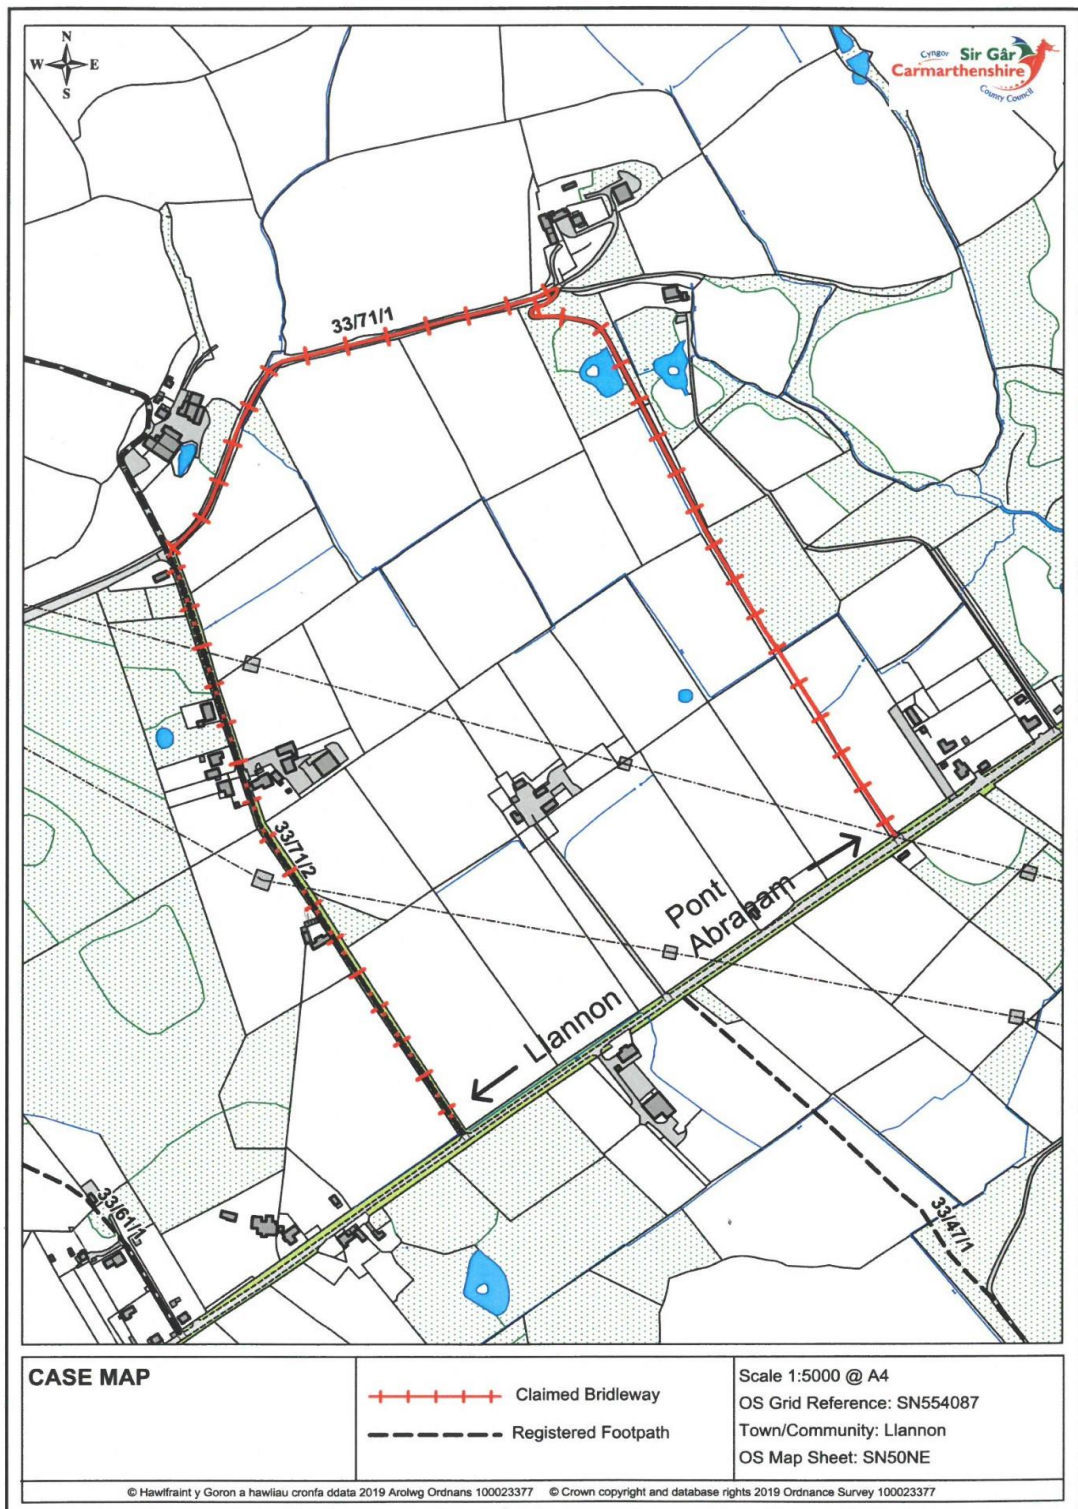 N
W E
S
Cyngor Sir Gâr
Carmarthenshire
County Council
33/71/1
33/71/2
Pont
Abraham
Llannon
33/61/1
33/47/1
CASE MAP
Claimed Bridleway
Registered Footpath
Scale 1:5000 @ A4
OS Grid Reference: SN554087
Town/Community: Llannon
OS Map Sheet: SN50NE
© Hawlfraint y Goron a hawliau cronfa ddata 2019 Arolwg Ordnans 100023377 © Crown copyright and database rights 2019 Ordnance Survey 100023377